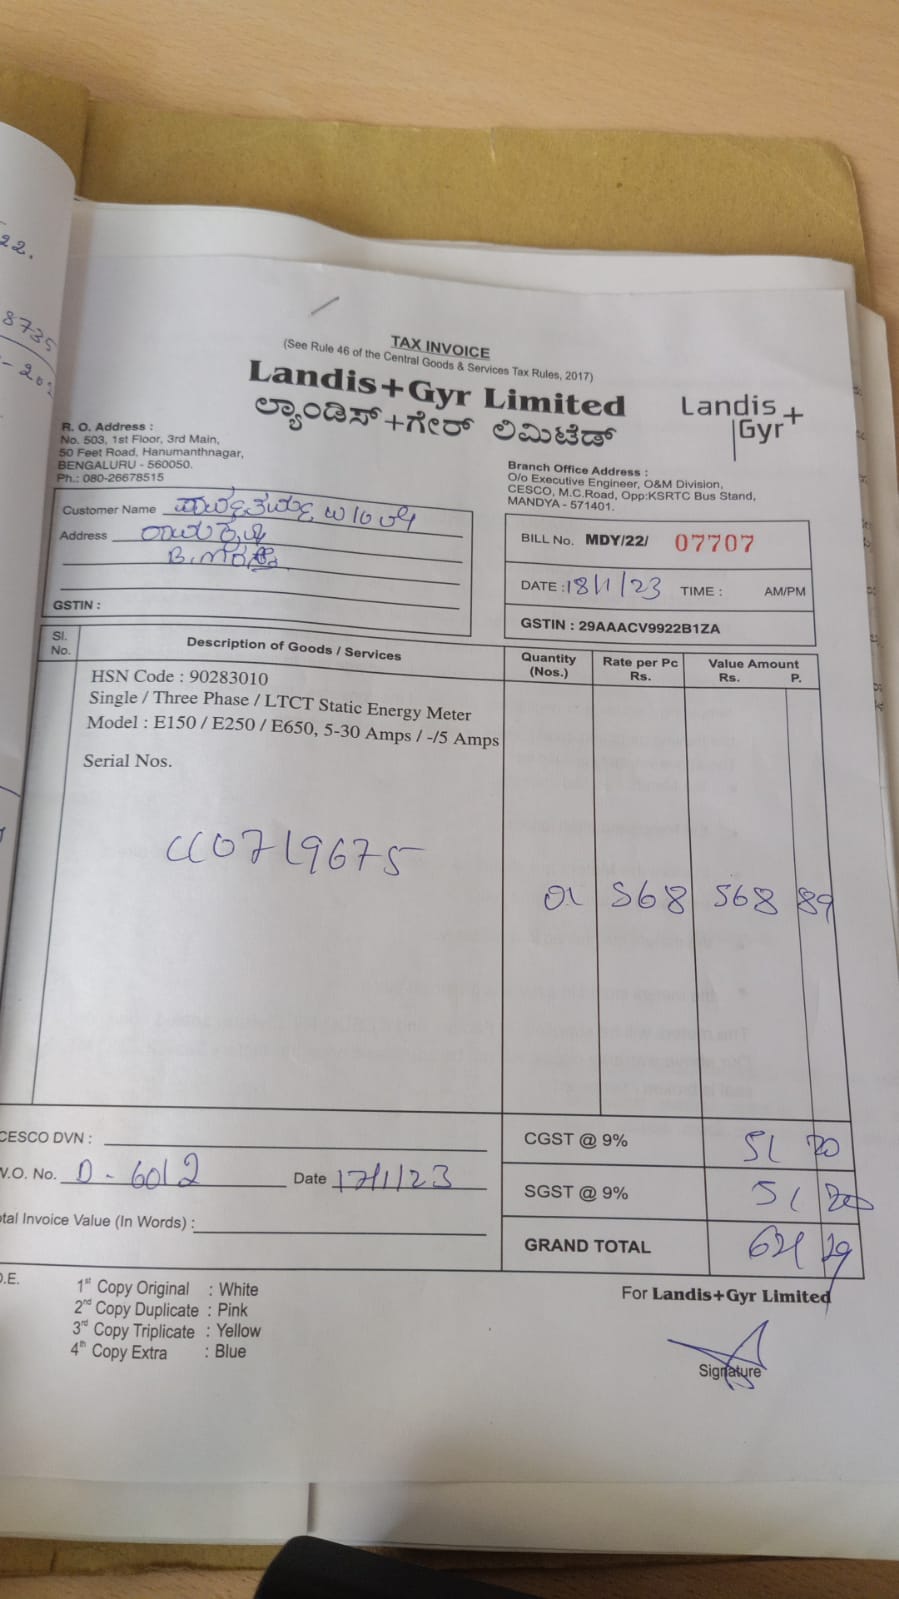 22.
8735
TAX INVOICE
(See Rule 46 of the Central Goods & Services Tax Rules, 2017)
Landis+Gyr Limited
ಲ್ಯಾಂಡಿಸ್+ಗೇರ್ ಲಿಮಿಟೆಡ್
Landis+
Gyr
R. O. Address :
No. 503, 1st Floor, 3rd Main,
50 Feet Road, Hanumanthnagar,
BENGALURU - 560050.
Ph.: 080-26678515
Branch Office Address :
O/o Executive Engineer, O&M Division,
CESCO, M.C.Road, Opp:KSRTC Bus Stand,
MANDYA - 571401.
Customer Name
Address
GSTIN :
BILL No. MDY/22/ 07707
DATE : 18/1/23 TIME : AM/PM
GSTIN : 29AAACV9922B1ZA
Sl. No. Description of Goods / Services Quantity (Nos.) Rate per Pc Rs. Value Amount Rs. P.
HSN Code : 90283010
Single / Three Phase / LTCT Static Energy Meter
Model : E150 / E250 / E650, 5-30 Amps / -/5 Amps
Serial Nos.
CC0719675
01 568 568 89
CESCO DVN :
W.O. No. D - 6012 Date 17/1/23
Total Invoice Value (In Words) :
CGST @ 9% 51 20
SGST @ 9% 51 20
GRAND TOTAL 29
O.E.
1st Copy Original : White
2nd Copy Duplicate : Pink
3rd Copy Triplicate : Yellow
4th Copy Extra : Blue
For Landis+Gyr Limited
Signature